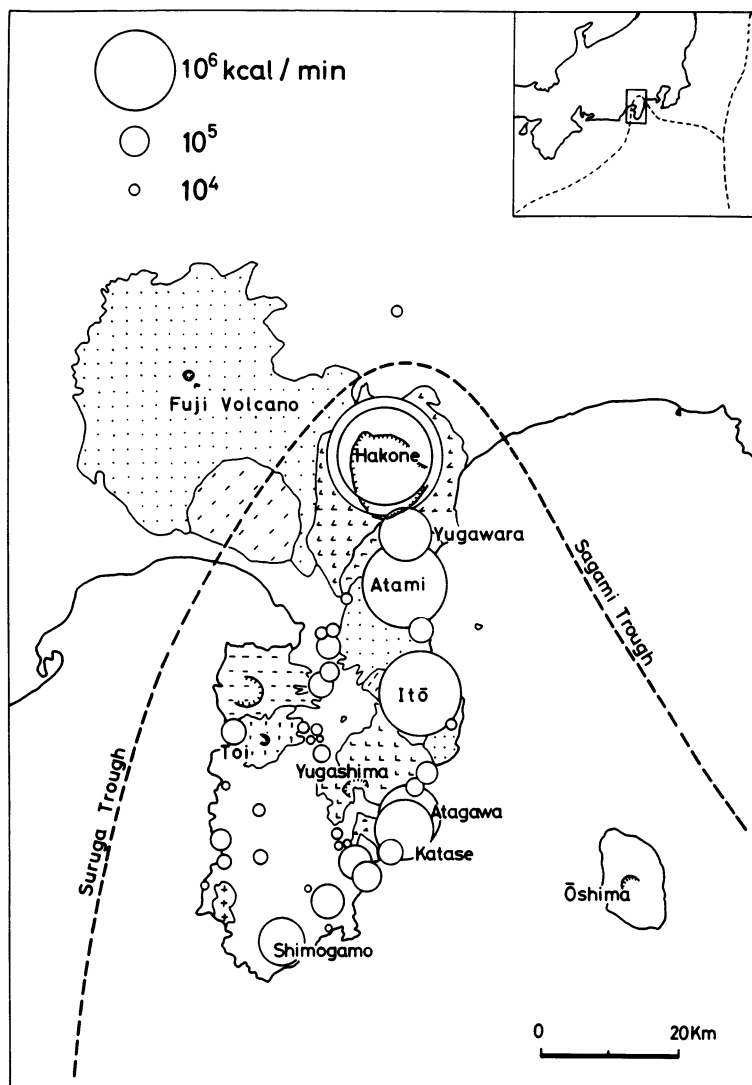 10⁶ kcal / min
10⁵
10⁴
Fuji Volcano
Hakone
Yugawara
Atami
Sagami Trough
Itō
Toi
Yugashima
Suruga Trough
Atagawa
Katase
Ōshima
Shimogamo
0 20Km